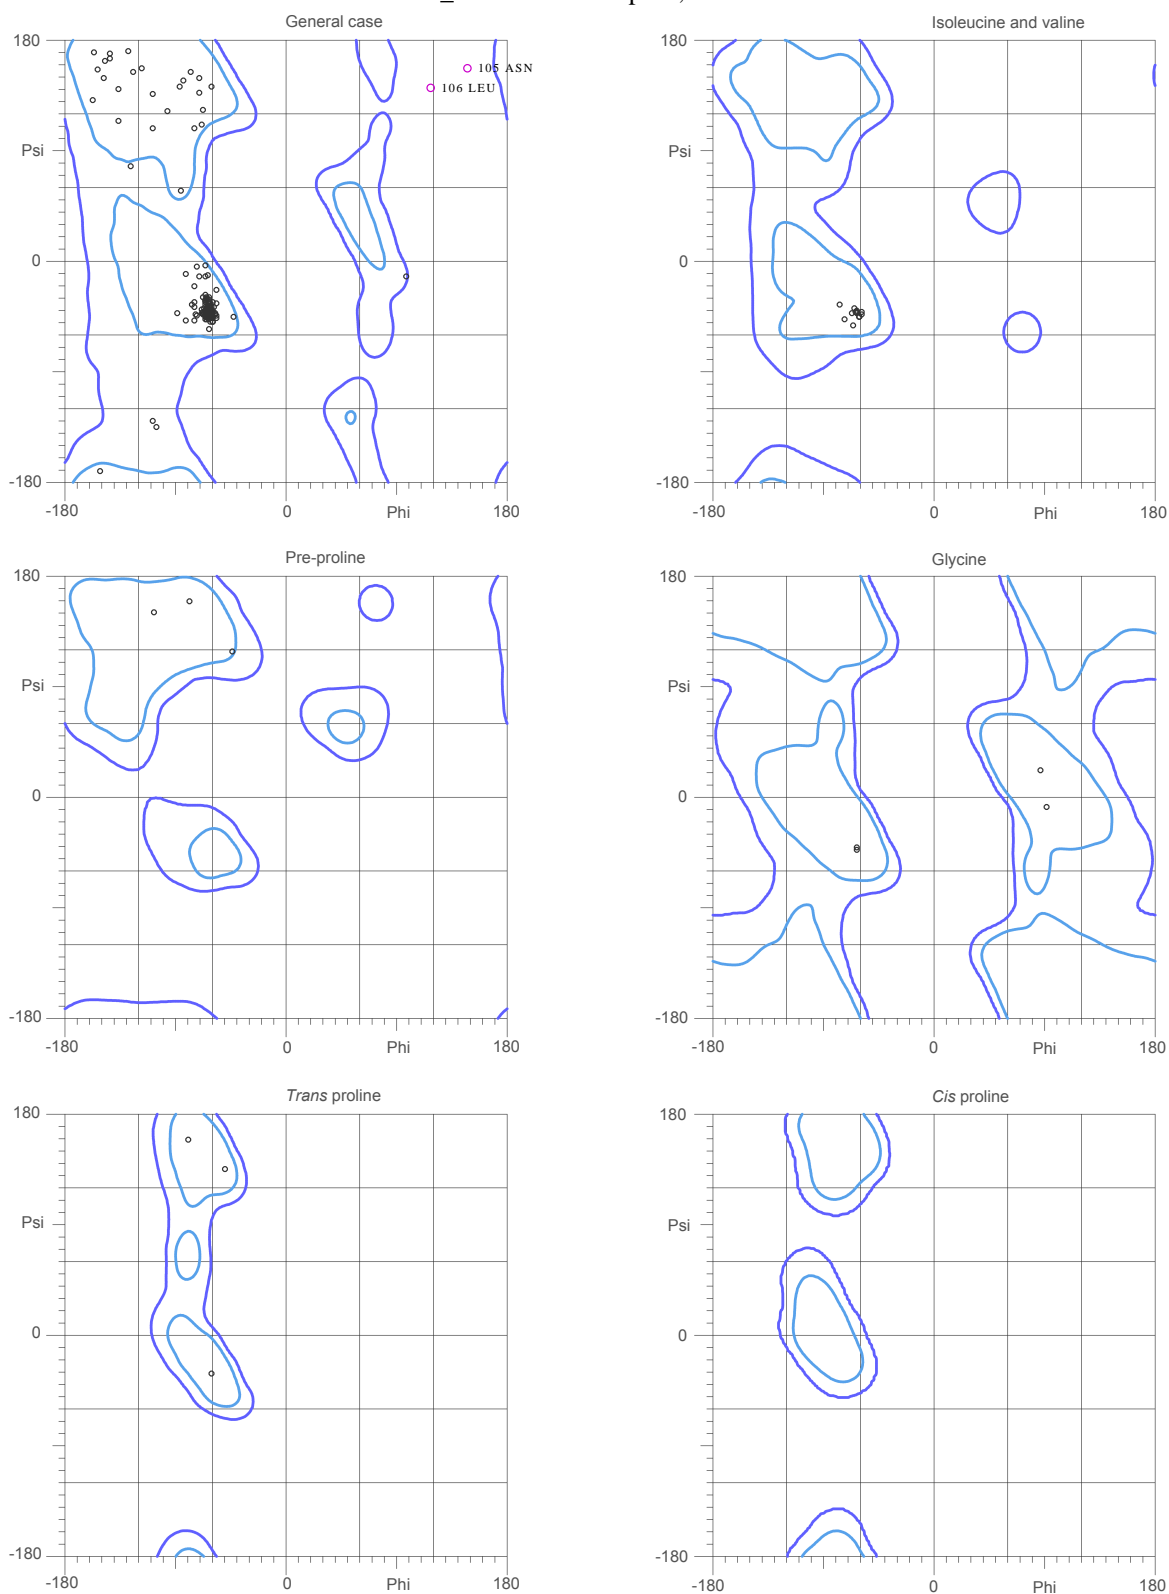 General case
Isoleucine and valine
180
105 ASN
106 LEU
Psi
0
-180
-180
0
Phi
180
180
Psi
0
-180
-180
0
Phi
180
Pre-proline
Glycine
180
Psi
0
-180
-180
0
Phi
180
180
Psi
0
-180
-180
0
Phi
180
Trans proline
Cis proline
180
Psi
0
-180
-180
0
Phi
180
180
Psi
0
-180
-180
0
Phi
180